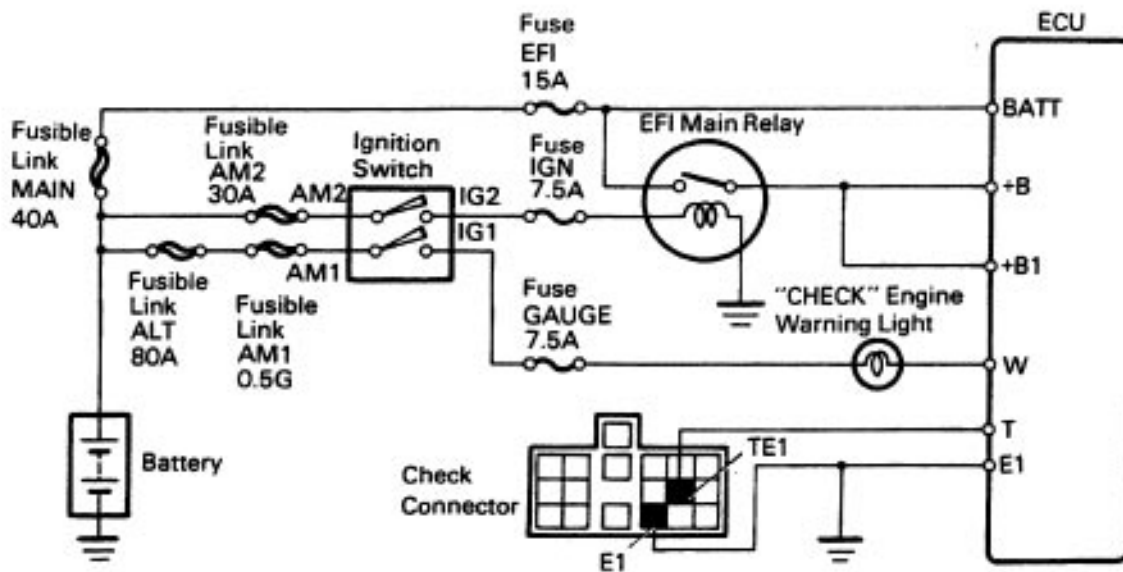 Fuse
EFI
15A
ECU
BATT
EFI Main Relay
Fusible
Link
MAIN
40A
Fusible
Link
AM2
30A
AM2
Ignition
Switch
IG2
Fuse
IGN
7.5A
+B
IG1
AM1
Fusible
Link
ALT
80A
Fusible
Link
AM1
0.5G
+B1
Fuse
GAUGE
7.5A
"CHECK" Engine
Warning Light
W
T
TE1
E1
Battery
Check
Connector
E1